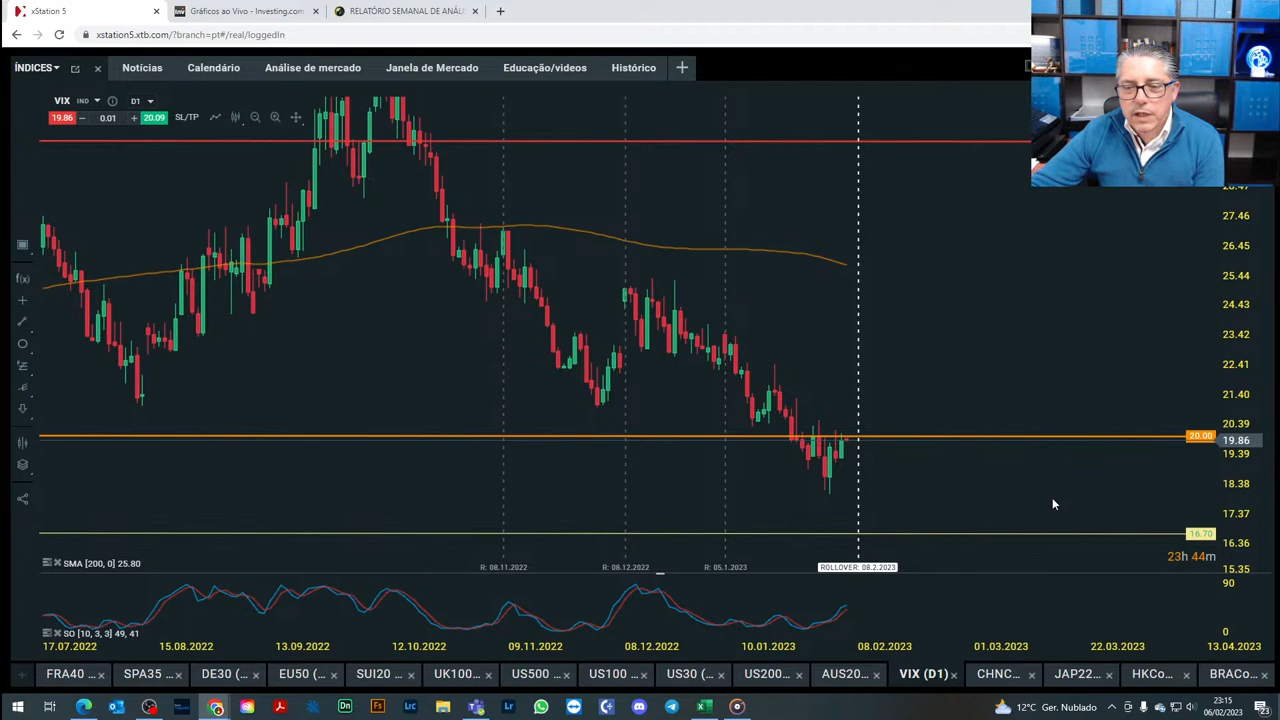 xStation 5
Gráficos ao Vivo - Investing.com
RELATÓRIO SEMANAL DE ANÁL
xstation5.xtb.com/?branch=pt#/real/loggedIn
ÍNDICES
Notícias
Calendário
Análise de mercado
Janela de Mercado
Educação/videos
Histórico
VIX IND D1
19.86 0.01 20.09 SL/TP
27.46
26.45
25.44
24.43
23.42
22.41
21.40
20.39
20.00
19.86
19.39
18.38
17.37
16.70
16.36
23h 44m
15.35
SMA [200, 0] 25.80
R: 08.11.2022
R: 08.12.2022
R: 05.1.2023
ROLLOVER: 08.2.2023
90
0
SO [10, 3, 3] 49, 41
17.07.2022 15.08.2022 13.09.2022 12.10.2022 09.11.2022 08.12.2022 10.01.2023 08.02.2023 01.03.2023 22.03.2023 13.04.2023
FRA40 ... SPA35 ... DE30 (... EU50 (... SUI20 ... UK100... US500... US100 ... US30 (... US200... AUS20... VIX (D1) CHNC... JAP22... HKCo... BRACo...
12°C Ger. Nublado
23:15
06/02/2023